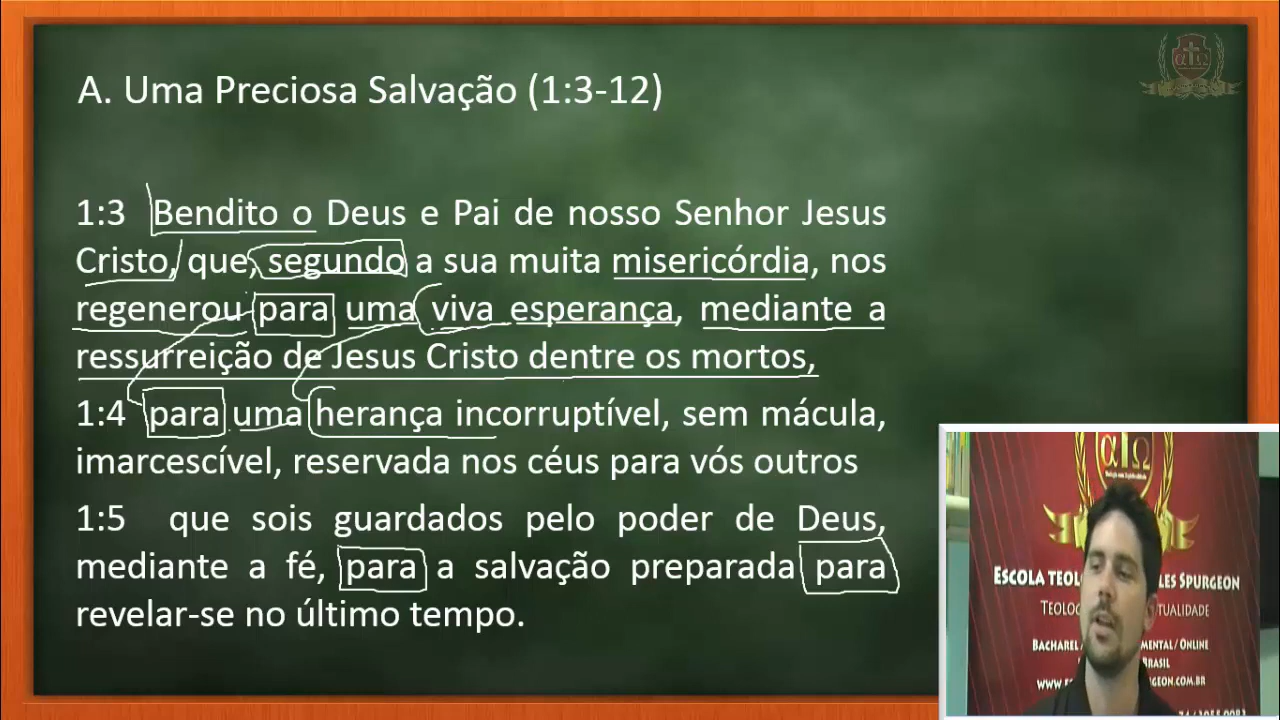 A. Uma Preciosa Salvação (1:3-12)
1:3 Bendito o Deus e Pai de nosso Senhor Jesus
Cristo, que, segundo a sua muita misericórdia, nos
regenerou para uma viva esperança, mediante a
ressurreição de Jesus Cristo dentre os mortos,
1:4 para uma herança incorruptível, sem mácula,
imarcescível, reservada nos céus para vós outros
1:5 que sois guardados pelo poder de Deus,
mediante a fé, para a salvação preparada para
revelar-se no último tempo.
αΩ
ESCOLA LES SPURGEON
BACHAREL MENTAL/ONLINE
SPURGEON.COM.BR